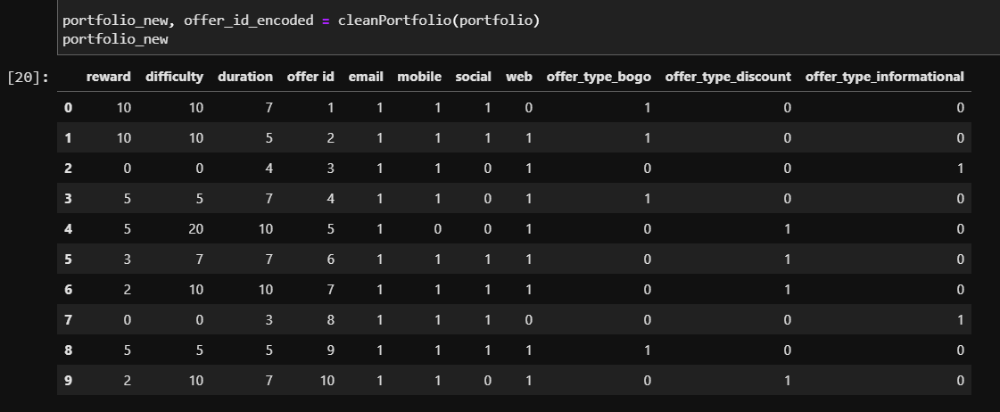 portfolio_new, offer_id_encoded = cleanPortfolio(portfolio)
portfolio_new
[20]:
reward difficulty duration offer id email mobile social web offer_type_bogo offer_type_discount offer_type_informational
0 10 10 7 1 1 1 1 0 1 0 0
1 10 10 5 2 1 1 1 1 1 0 0
2 0 0 4 3 1 1 0 1 0 0 1
3 5 5 7 4 1 1 0 1 1 0 0
4 5 20 10 5 1 0 0 1 0 1 0
5 3 7 7 6 1 1 1 1 0 1 0
6 2 10 10 7 1 1 1 1 0 1 0
7 0 0 3 8 1 1 1 0 0 0 1
8 5 5 5 9 1 1 1 1 1 0 0
9 2 10 7 10 1 1 0 1 0 1 0